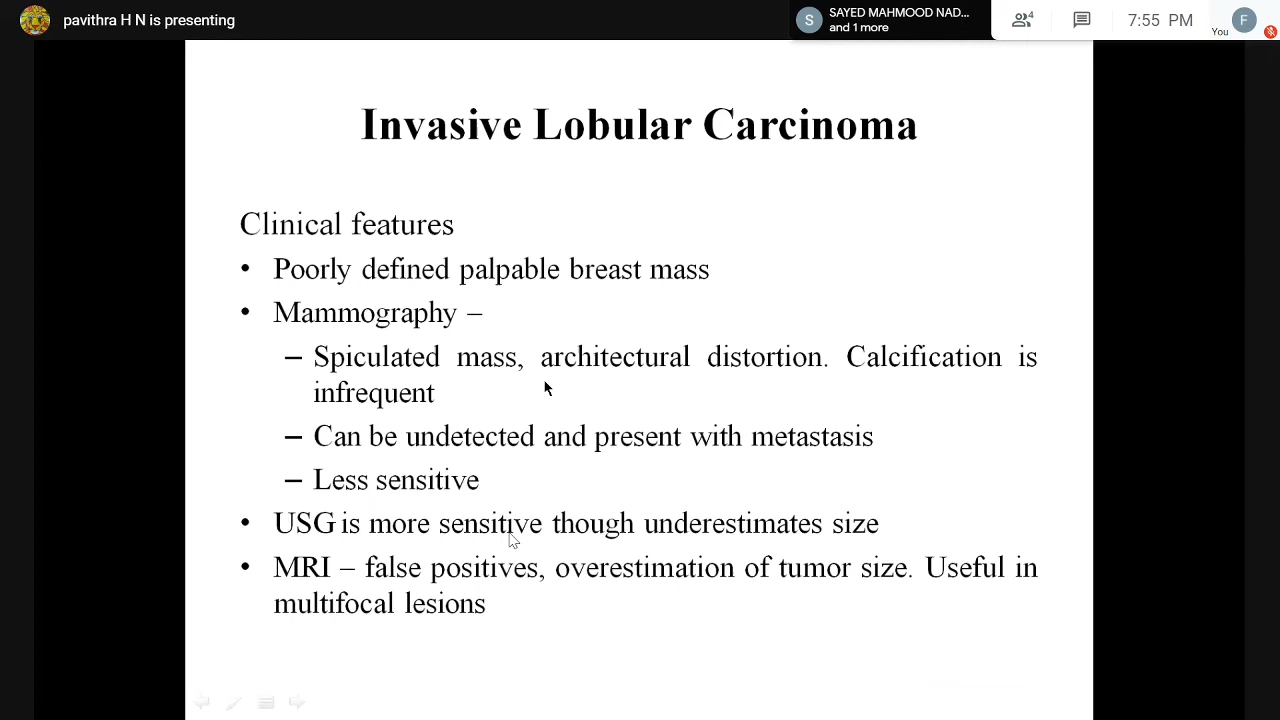 pavithra H N is presenting
SAYED MAHMOOD NAD...
and 1 more
S
4
7:55 PM
You
F
Invasive Lobular Carcinoma
Clinical features
• Poorly defined palpable breast mass
• Mammography –
– Spiculated mass, architectural distortion. Calcification is
infrequent
– Can be undetected and present with metastasis
– Less sensitive
• USG is more sensitive though underestimates size
• MRI – false positives, overestimation of tumor size. Useful in
multifocal lesions